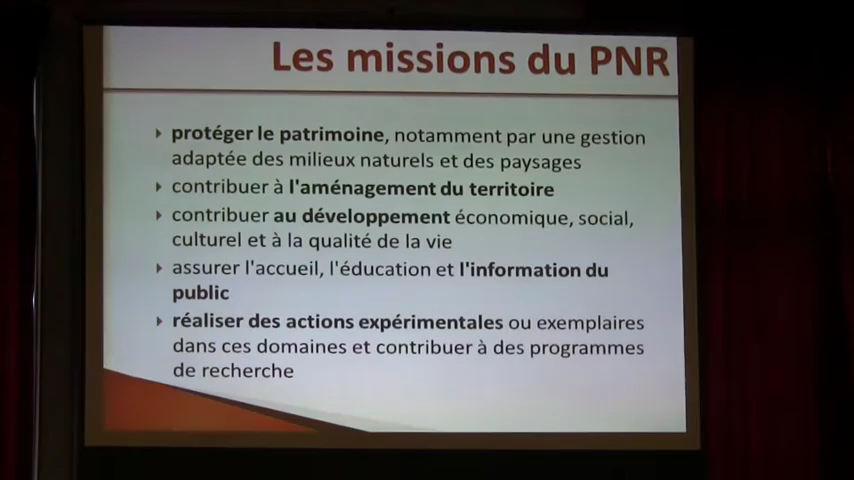 Les missions du PNR
protéger le patrimoine, notamment par une gestion
adaptée des milieux naturels et des paysages
contribuer à l'aménagement du territoire
contribuer au développement économique, social,
culturel et à la qualité de la vie
assurer l'accueil, l'éducation et l'information du
public
réaliser des actions expérimentales ou exemplaires
dans ces domaines et contribuer à des programmes
de recherche